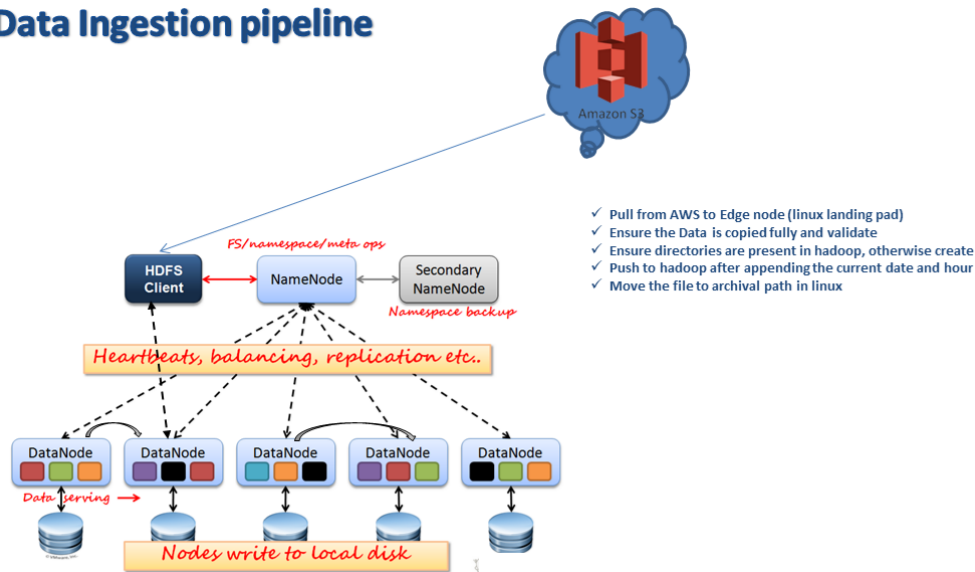 Data Ingestion pipeline
Amazon S3
Pull from AWS to Edge node (linux landing pad)
Ensure the Data is copied fully and validate
Ensure directories are present in hadoop, otherwise create
Push to hadoop after appending the current date and hour
Move the file to archival path in linux
FS/namespace/meta ops
HDFS
Client
NameNode
Secondary
NameNode
Namespace backup
Heartbeats, balancing, replication etc..
DataNode
DataNode
DataNode
DataNode
DataNode
Data serving
Nodes write to local disk